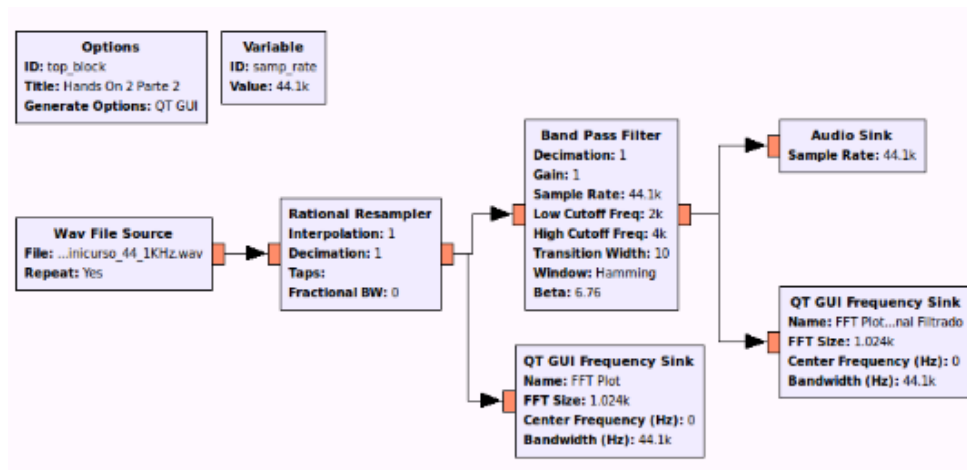 Options
ID: top_block
Title: Hands On 2 Parte 2
Generate Options: QT GUI
Variable
ID: samp_rate
Value: 44.1k
Wav File Source
File: ...inicurso_44_1KHz.wav
Repeat: Yes
Rational Resampler
Interpolation: 1
Decimation: 1
Taps:
Fractional BW: 0
Band Pass Filter
Decimation: 1
Gain: 1
Sample Rate: 44.1k
Low Cutoff Freq: 2k
High Cutoff Freq: 4k
Transition Width: 10
Window: Hamming
Beta: 6.76
Audio Sink
Sample Rate: 44.1k
QT GUI Frequency Sink
Name: FFT Plot...nal Filtrado
FFT Size: 1.024k
Center Frequency (Hz): 0
Bandwidth (Hz): 44.1k
QT GUI Frequency Sink
Name: FFT Plot
FFT Size: 1.024k
Center Frequency (Hz): 0
Bandwidth (Hz): 44.1k